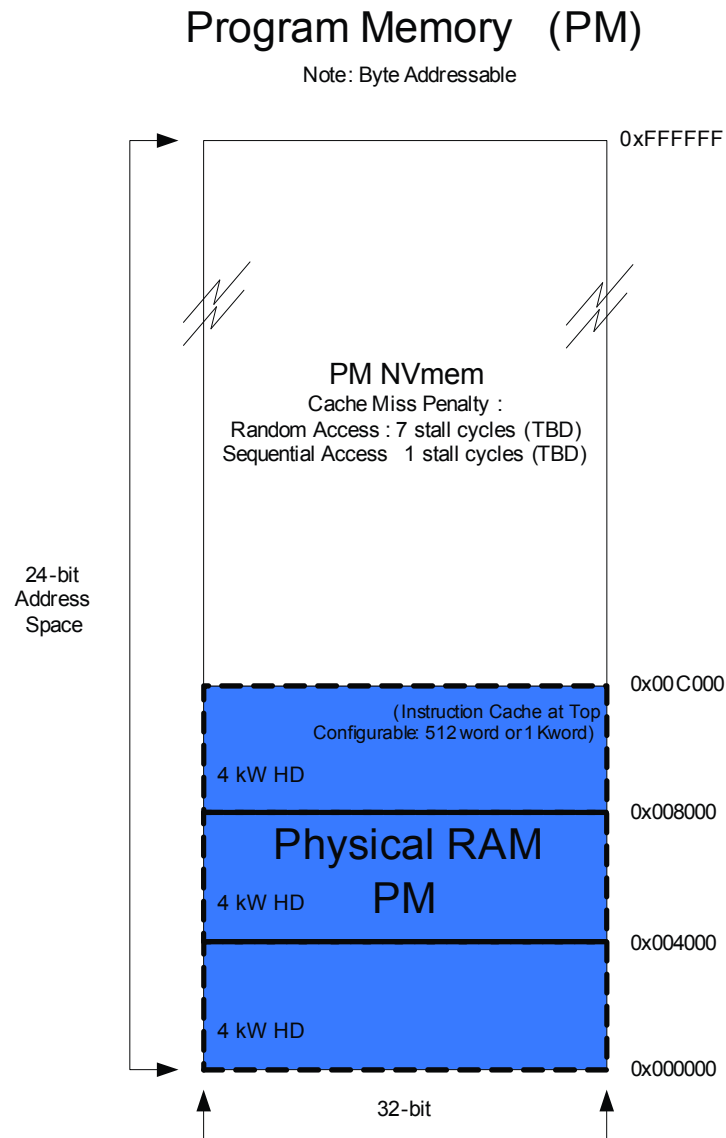 Program Memory (PM)
Note: Byte Addressable
0xFFFFFF
PM NVmem
Cache Miss Penalty :
Random Access : 7 stall cycles (TBD)
Sequential Access 1 stall cycles (TBD)
24-bit
Address
Space
0x00C000
(Instruction Cache at Top
Configurable: 512 word or 1 Kword)
4 kW HD
0x008000
Physical RAM
PM
4 kW HD
0x004000
4 kW HD
0x000000
32-bit